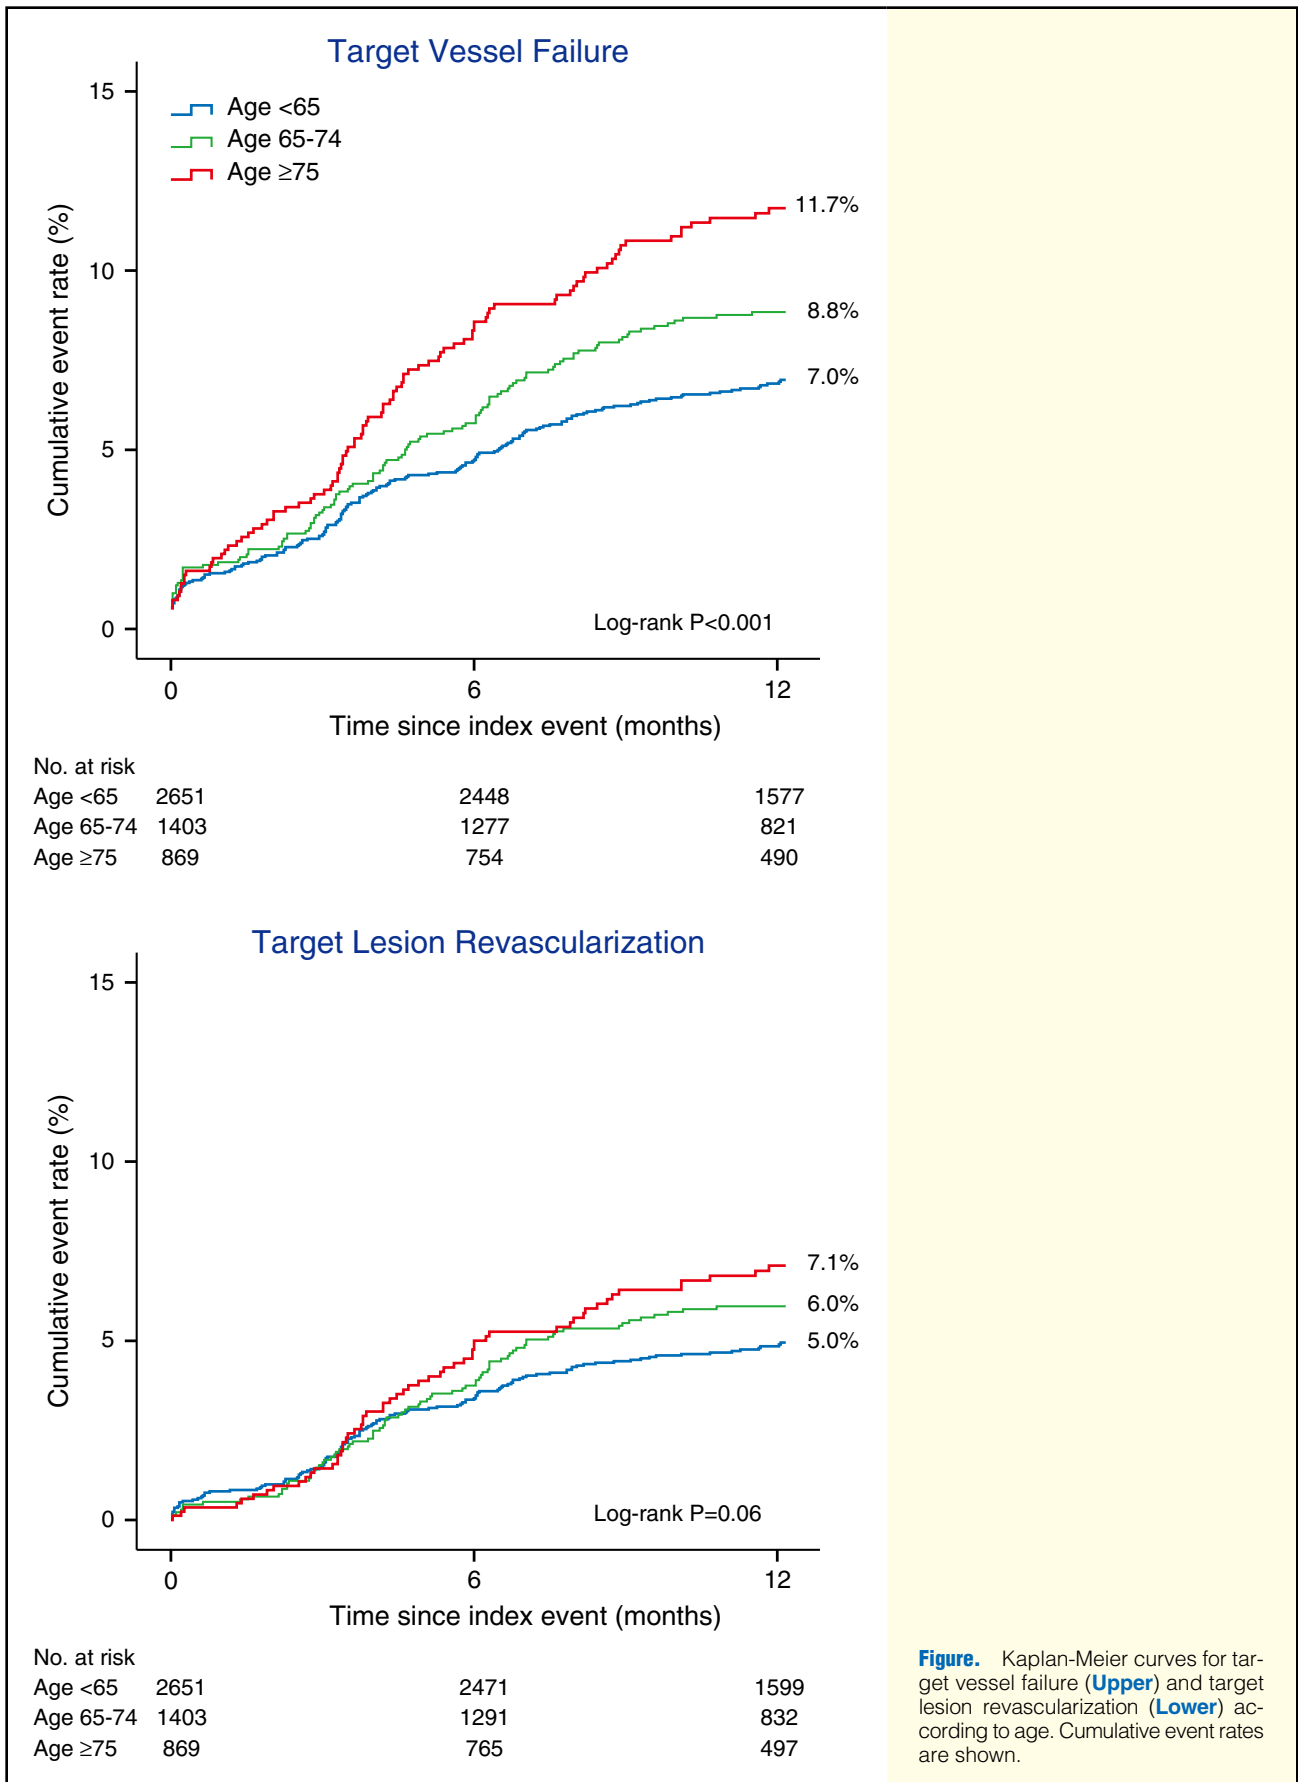 Target Vessel Failure
15
10
5
0
Cumulative event rate (%)
Age <65
Age 65-74
Age ≥75
11.7%
8.8%
7.0%
Log-rank P<0.001
0 6 12
Time since index event (months)
No. at risk
Age <65 2651 2448 1577
Age 65-74 1403 1277 821
Age ≥75 869 754 490
Target Lesion Revascularization
15
10
5
0
Cumulative event rate (%)
7.1%
6.0%
5.0%
Log-rank P=0.06
0 6 12
Time since index event (months)
No. at risk
Age <65 2651 2471 1599
Age 65-74 1403 1291 832
Age ≥75 869 765 497
Figure. Kaplan-Meier curves for tar-
get vessel failure (Upper) and target
lesion revascularization (Lower) ac-
cording to age. Cumulative event rates
are shown.